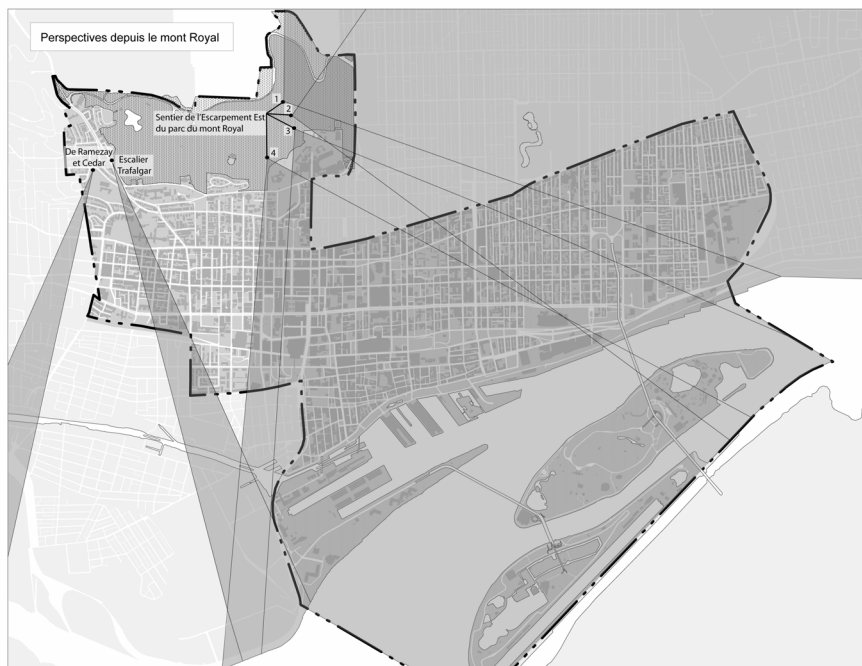 Perspectives depuis le mont Royal
1
2
Sentier de l'Escarpement Est
du parc du mont Royal
3
4
De Ramezay
et Cedar
Escalier
Trafalgar